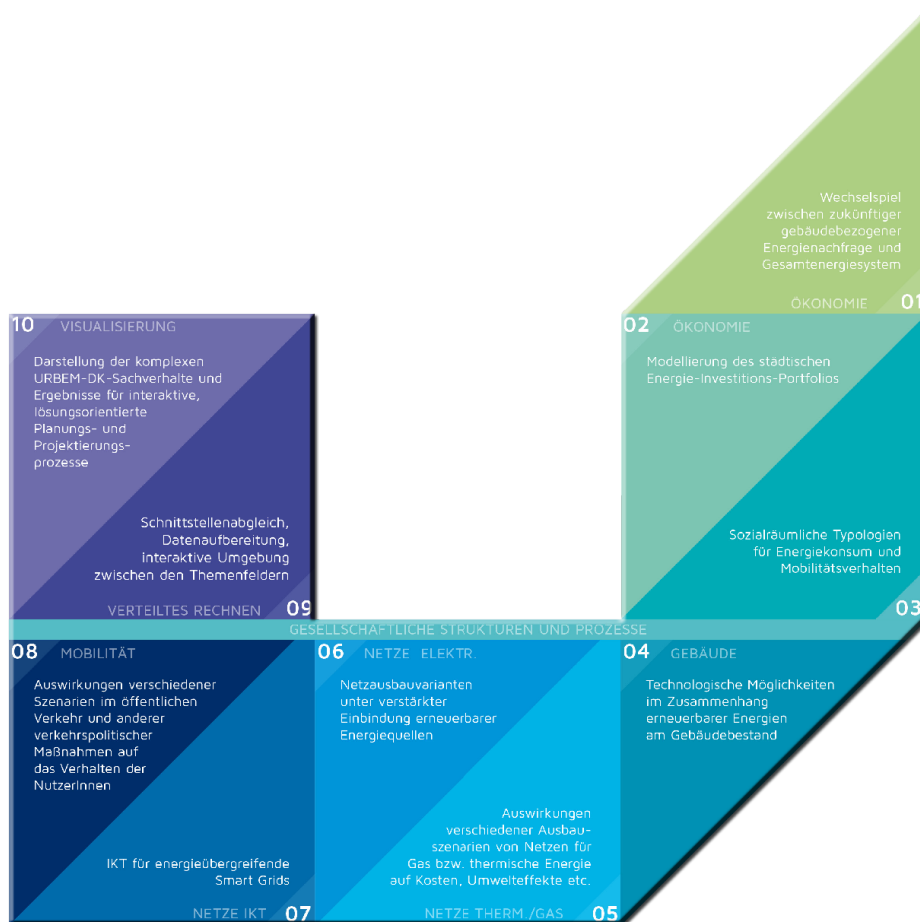 Wechselspiel
zwischen zukünftiger
gebäudebezogener
Energienachfrage und
Gesamtenergiesystem
ÖKONOMIE 01
02 ÖKONOMIE
Modellierung des städtischen
Energie-Investitions-Portfolios
Sozialräumliche Typologien
für Energiekonsum und
Mobilitätsverhalten
03
10 VISUALISIERUNG
Darstellung der komplexen
URBEM-DK-Sachverhalte und
Ergebnisse für interaktive,
lösungsorientierte
Planungs- und
Projektierungs-
prozesse
Schnittstellenabgleich,
Datenaufbereitung,
interaktive Umgebung
zwischen den Themenfeldern
VERTEILTES RECHNEN 09
GESELLSCHAFTLICHE STRUKTUREN UND PROZESSE
08 MOBILITÄT
Auswirkungen verschiedener
Szenarien im öffentlichen
Verkehr und anderer
verkehrspolitischer
Maßnahmen auf
das Verhalten der
NutzerInnen
IKT für energieübergreifende
Smart Grids
NETZE IKT 07
06 NETZE ELEKTR.
Netzausbauvarianten
unter verstärkter
Einbindung erneuerbarer
Energiequellen
Auswirkungen
verschiedener Ausbau-
szenarien von Netzen für
Gas bzw. thermische Energie
auf Kosten, Umwelteffekte etc.
NETZE THERM./GAS 05
04 GEBÄUDE
Technologische Möglichkeiten
im Zusammenhang
erneuerbarer Energien
am Gebäudebestand